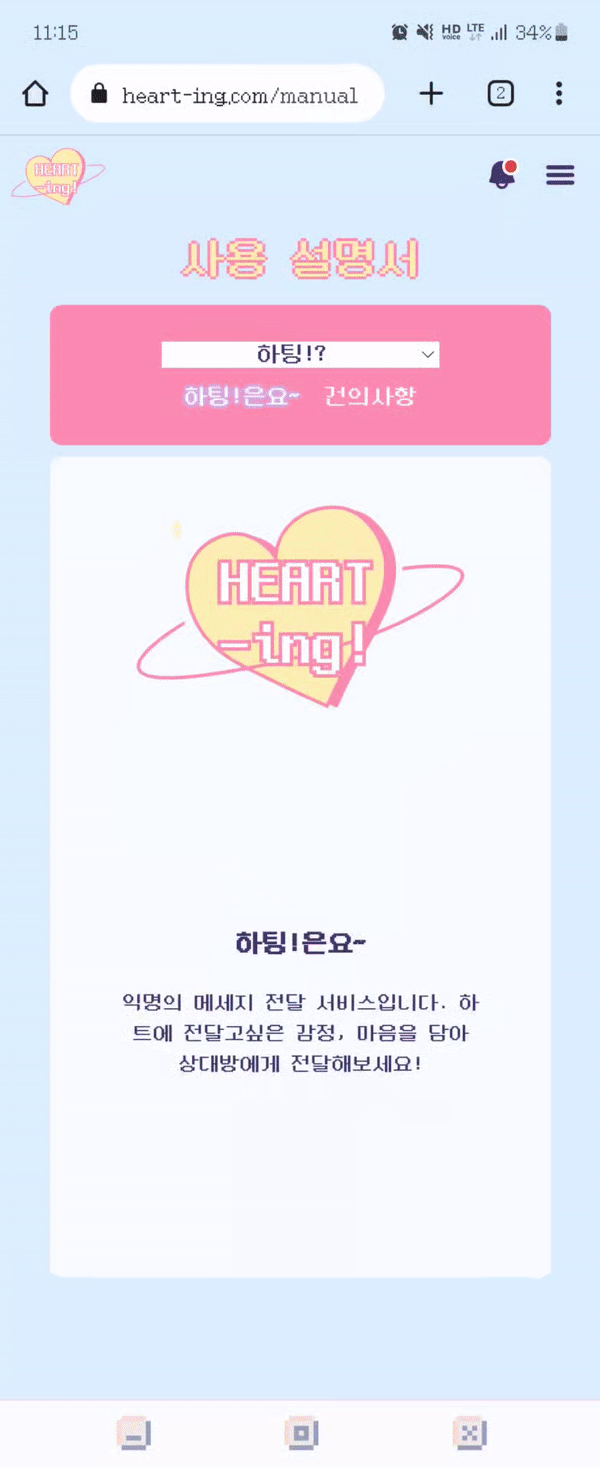 11:15
HD voice LTE 34%
heart-ing.com/manual 2
HEART
-ing!
사용 설명서
하팅!?
하팅!은요~ 건의사항
HEART
-ing!
하팅!은요~
익명의 메세지 전달 서비스입니다. 하
트에 전달고싶은 감정, 마음을 담아
상대방에게 전달해보세요!